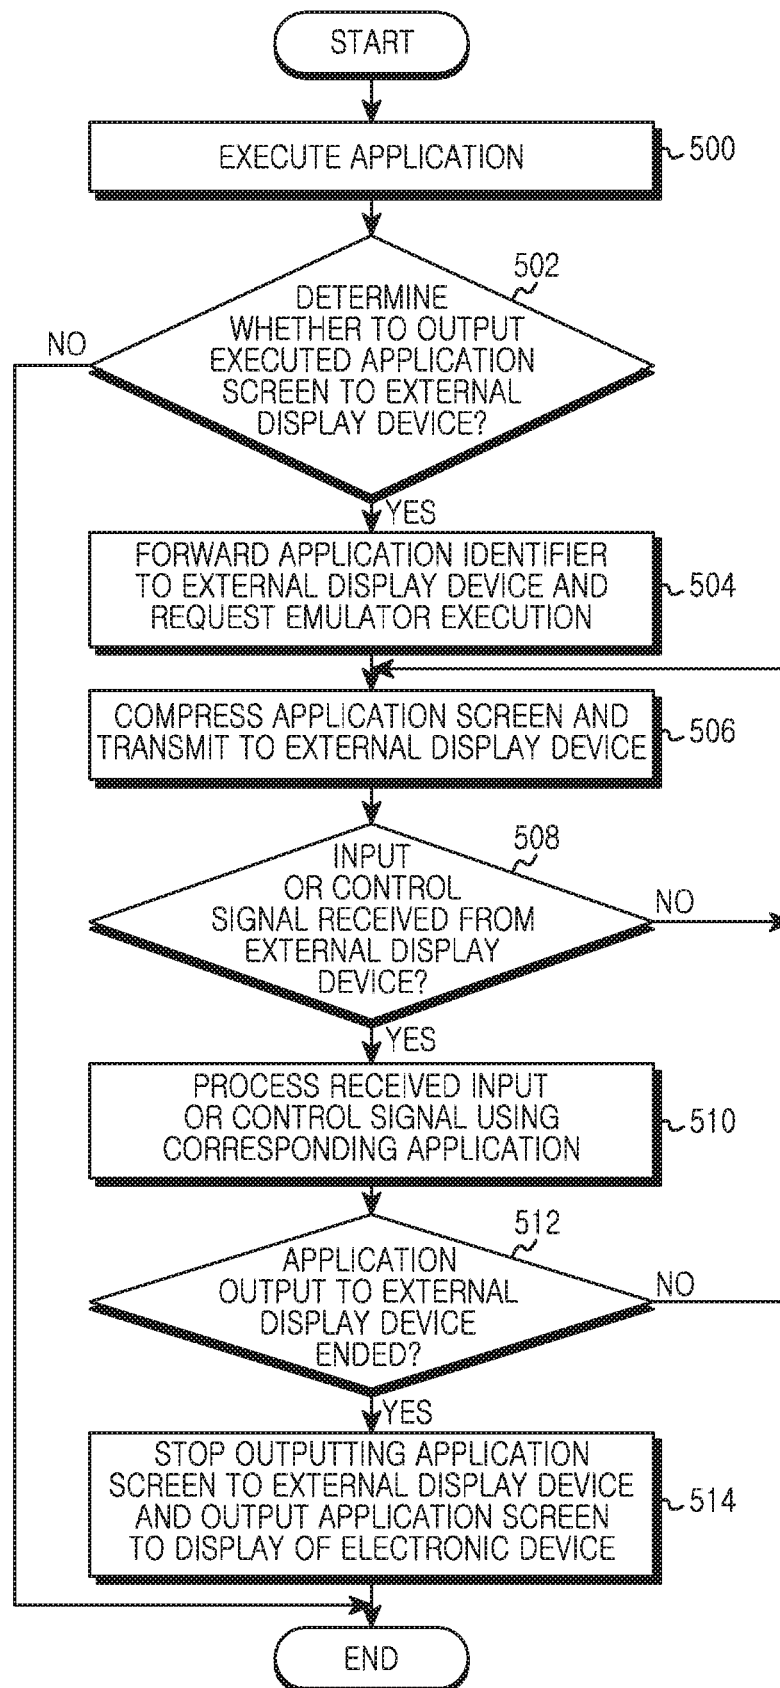 START
EXECUTE APPLICATION
500
502
DETERMINE
WHETHER TO OUTPUT
EXECUTED APPLICATION
SCREEN TO EXTERNAL
DISPLAY DEVICE?
NO
YES
FORWARD APPLICATION IDENTIFIER
TO EXTERNAL DISPLAY DEVICE AND
REQUEST EMULATOR EXECUTION
504
COMPRESS APPLICATION SCREEN AND
TRANSMIT TO EXTERNAL DISPLAY DEVICE
506
508
INPUT
OR CONTROL
SIGNAL RECEIVED FROM
EXTERNAL DISPLAY
DEVICE?
NO
YES
PROCESS RECEIVED INPUT
OR CONTROL SIGNAL USING
CORRESPONDING APPLICATION
510
512
APPLICATION
OUTPUT TO EXTERNAL
DISPLAY DEVICE
ENDED?
NO
YES
STOP OUTPUTTING APPLICATION
SCREEN TO EXTERNAL DISPLAY DEVICE
AND OUTPUT APPLICATION SCREEN
TO DISPLAY OF ELECTRONIC DEVICE
514
END